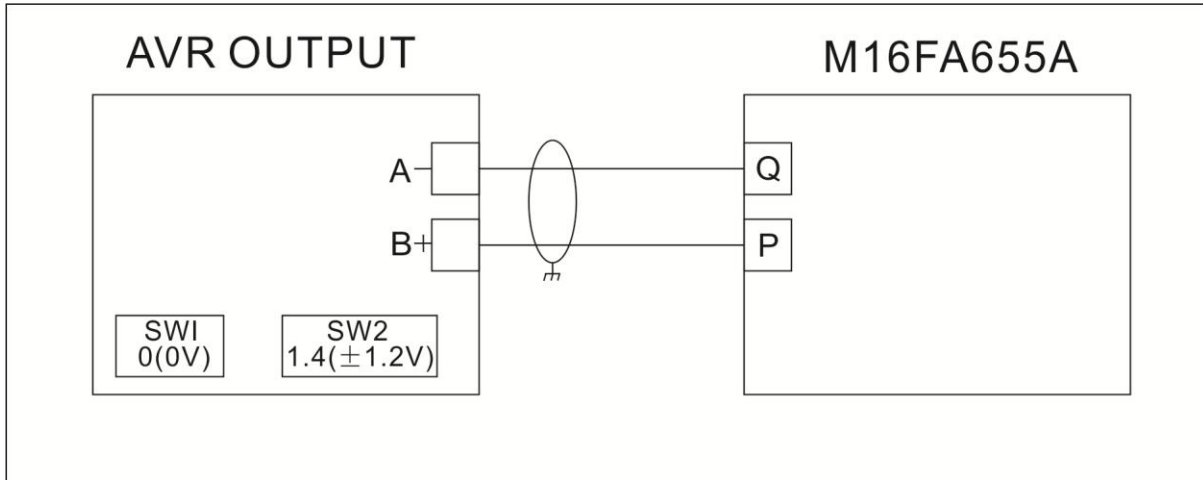 AVR OUTPUT
M16FA655A
A−
Q
B+
P
SWI
0(0V)
SW2
1.4(±1.2V)